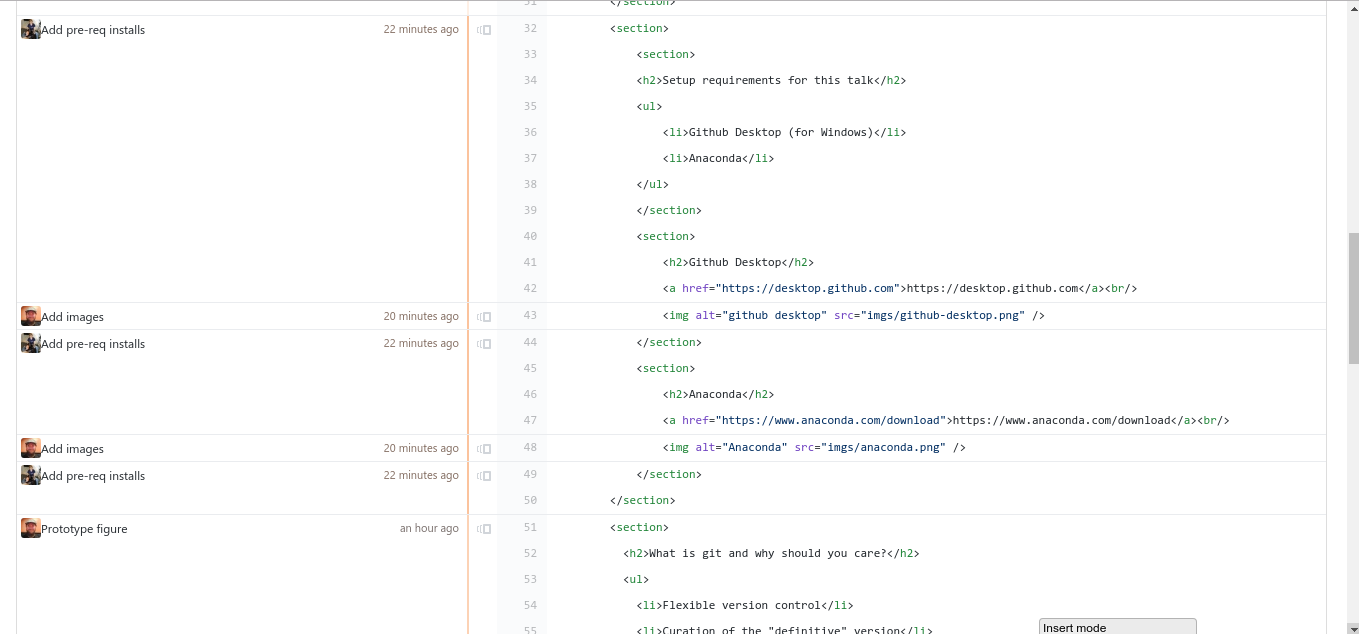 31 </section>
Add pre-req installs 22 minutes ago 32 <section>
33 <section>
34 <h2>Setup requirements for this talk</h2>
35 <ul>
36 <li>Github Desktop (for Windows)</li>
37 <li>Anaconda</li>
38 </ul>
39 </section>
40 <section>
41 <h2>Github Desktop</h2>
42 <a href="https://desktop.github.com">https://desktop.github.com</a><br/>
Add images 20 minutes ago 43 <img alt="github desktop" src="imgs/github-desktop.png" />
Add pre-req installs 22 minutes ago 44 </section>
45 <section>
46 <h2>Anaconda</h2>
47 <a href="https://www.anaconda.com/download">https://www.anaconda.com/download</a><br/>
Add images 20 minutes ago 48 <img alt="Anaconda" src="imgs/anaconda.png" />
Add pre-req installs 22 minutes ago 49 </section>
50 </section>
Prototype figure an hour ago 51 <section>
52 <h2>What is git and why should you care?</h2>
53 <ul>
54 <li>Flexible version control</li>
55 <li>Curation of the "definitive" version</li>
Insert mode